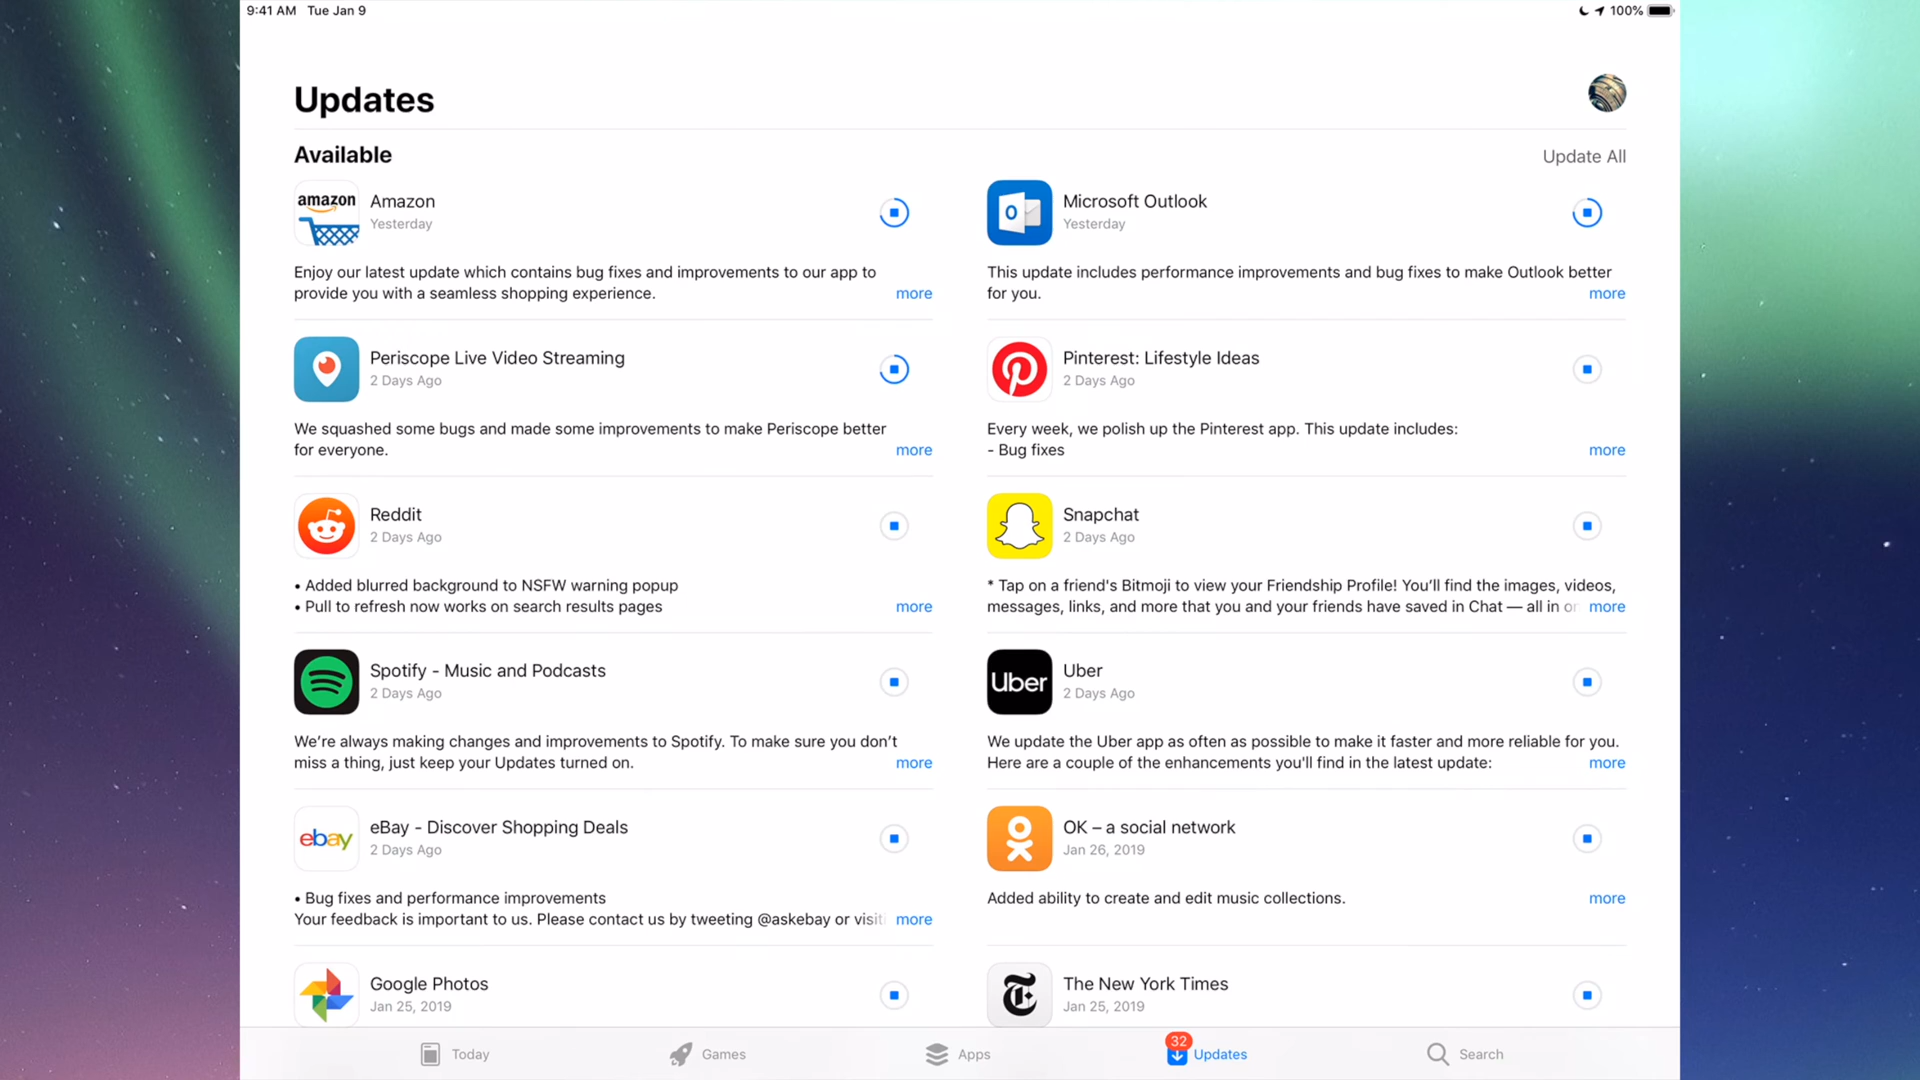 9:41 AM Tue Jan 9
100%
Updates
Available
Update All
amazon
Amazon
Yesterday
Enjoy our latest update which contains bug fixes and improvements to our app to
provide you with a seamless shopping experience.
more
Microsoft Outlook
Yesterday
This update includes performance improvements and bug fixes to make Outlook better
for you.
more
Periscope Live Video Streaming
2 Days Ago
We squashed some bugs and made some improvements to make Periscope better
for everyone.
more
Pinterest: Lifestyle Ideas
2 Days Ago
Every week, we polish up the Pinterest app. This update includes:
- Bug fixes
more
Reddit
2 Days Ago
• Added blurred background to NSFW warning popup
• Pull to refresh now works on search results pages
more
Snapchat
2 Days Ago
* Tap on a friend's Bitmoji to view your Friendship Profile! You'll find the images, videos,
messages, links, and more that you and your friends have saved in Chat — all in or
more
Spotify - Music and Podcasts
2 Days Ago
We’re always making changes and improvements to Spotify. To make sure you don’t
miss a thing, just keep your Updates turned on.
more
Uber
Uber
2 Days Ago
We update the Uber app as often as possible to make it faster and more reliable for you.
Here are a couple of the enhancements you'll find in the latest update:
more
ebay
eBay - Discover Shopping Deals
2 Days Ago
• Bug fixes and performance improvements
Your feedback is important to us. Please contact us by tweeting @askebay or visiti
more
OK – a social network
Jan 26, 2019
Added ability to create and edit music collections.
more
Google Photos
Jan 25, 2019
The New York Times
Jan 25, 2019
Today
Games
Apps
32
Updates
Search